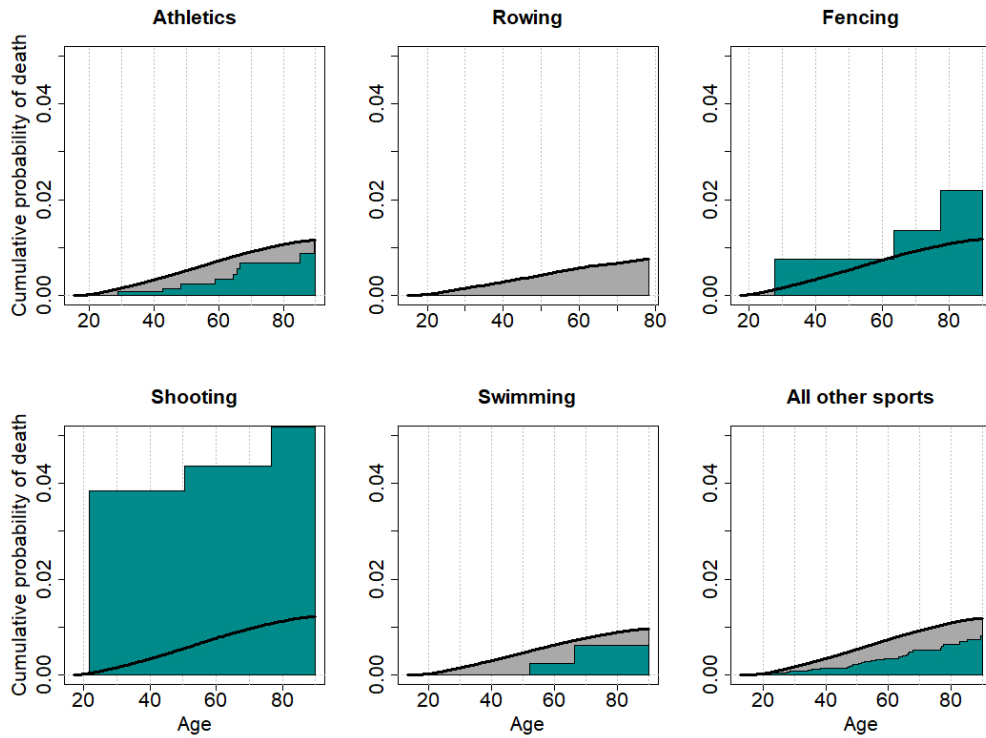 Athletics
Rowing
Fencing
Cumulative probability of death
0.00 0.02 0.04
20 40 60 80
0.00 0.02 0.04
20 40 60 80
0.00 0.02 0.04
20 40 60 80
Shooting
Swimming
All other sports
Cumulative probability of death
0.00 0.02 0.04
20 40 60 80
Age
0.00 0.02 0.04
20 40 60 80
Age
0.00 0.02 0.04
20 40 60 80
Age